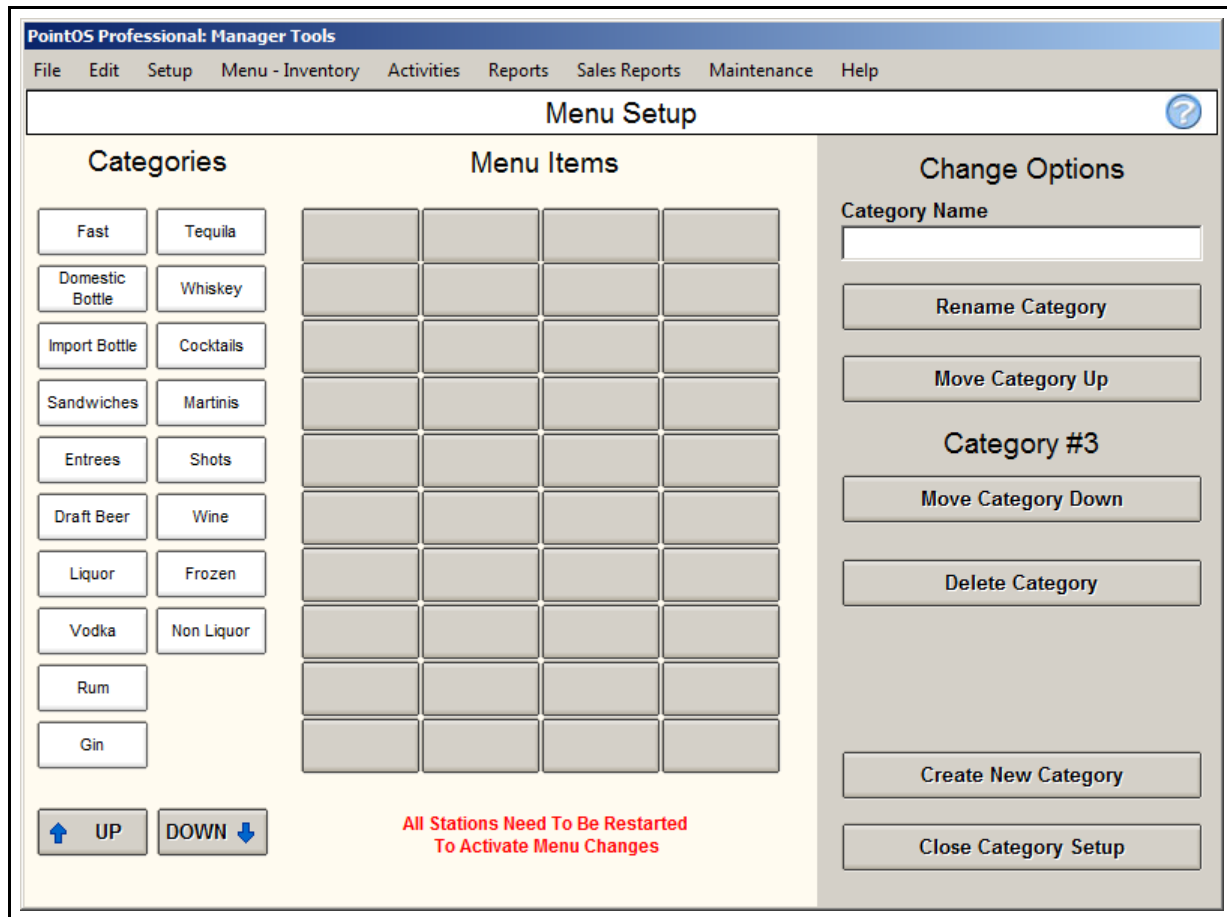 PointOS Professional: Manager Tools
File Edit Setup Menu - Inventory Activities Reports Sales Reports Maintenance Help
Menu Setup
Categories
Fast
Tequila
Domestic
Bottle
Whiskey
Import Bottle
Cocktails
Sandwiches
Martinis
Entrees
Shots
Draft Beer
Wine
Liquor
Frozen
Vodka
Non Liquor
Rum
Gin
UP
DOWN
Menu Items
All Stations Need To Be Restarted
To Activate Menu Changes
Change Options
Category Name
Rename Category
Move Category Up
Category #3
Move Category Down
Delete Category
Create New Category
Close Category Setup